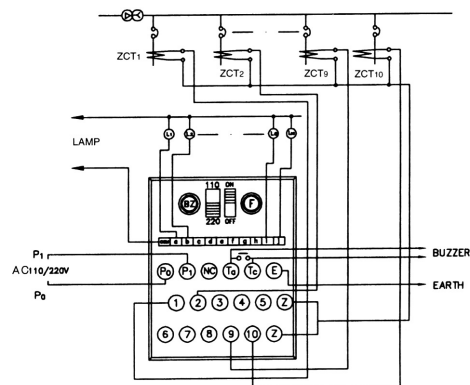 ZCT1 ZCT2 ZCT9 ZCT10
LAMP
L1 L2 L9 L10
110 ON
BZ F
220 OFF
com a b c d e f g h i j
P1
AC110/220V
P0
P0 P1 NC Ta Tc E
BUZZER
EARTH
1 2 3 4 5 Z
6 7 8 9 10 Z